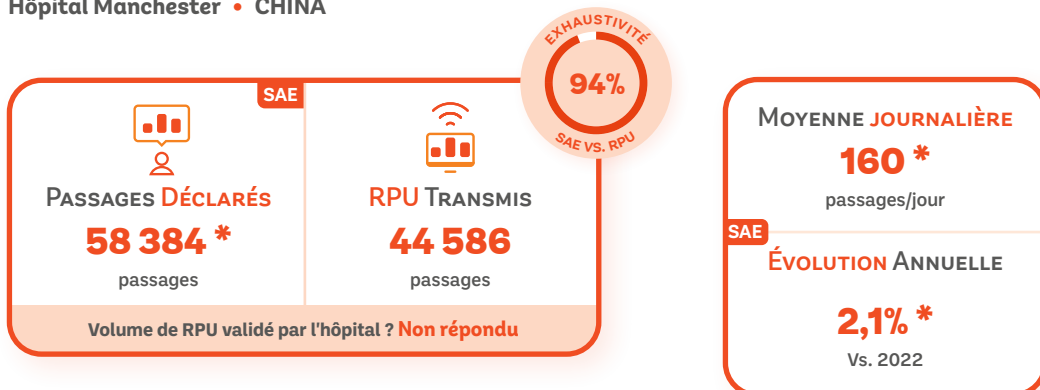 Hôpital Manchester • CHINA
EXHAUSTIVITÉ
94%
SAE VS. RPU
SAE
PASSAGES DÉCLARÉS
58 384 *
passages
RPU TRANSMIS
44 586
passages
Volume de RPU validé par l'hôpital ? Non répondu
MOYENNE JOURNALIÈRE
160 *
passages/jour
SAE
ÉVOLUTION ANNUELLE
2,1% *
Vs. 2022